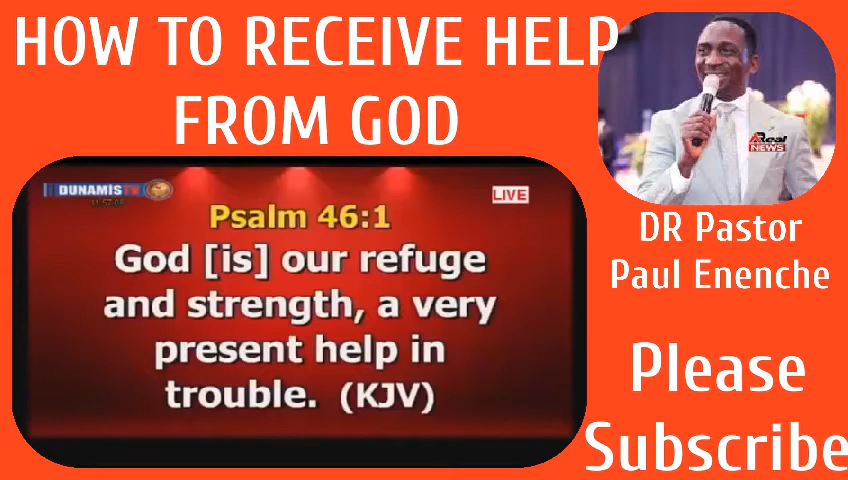 HOW TO RECEIVE HELP
FROM GOD
AReal
NEWS
DUNAMIS TV
LIVE
Psalm 46:1
God [is] our refuge
and strength, a very
present help in
trouble. (KJV)
DR Pastor
Paul Enenche
Please
Subscribe